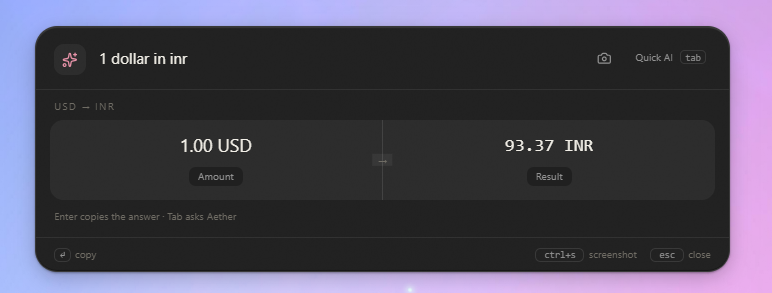 1 dollar in inr
Quick AI tab
USD → INR
1.00 USD → 93.37 INR
Amount Result
Enter copies the answer · Tab asks Aether
↵ copy ctrl+s screenshot esc close